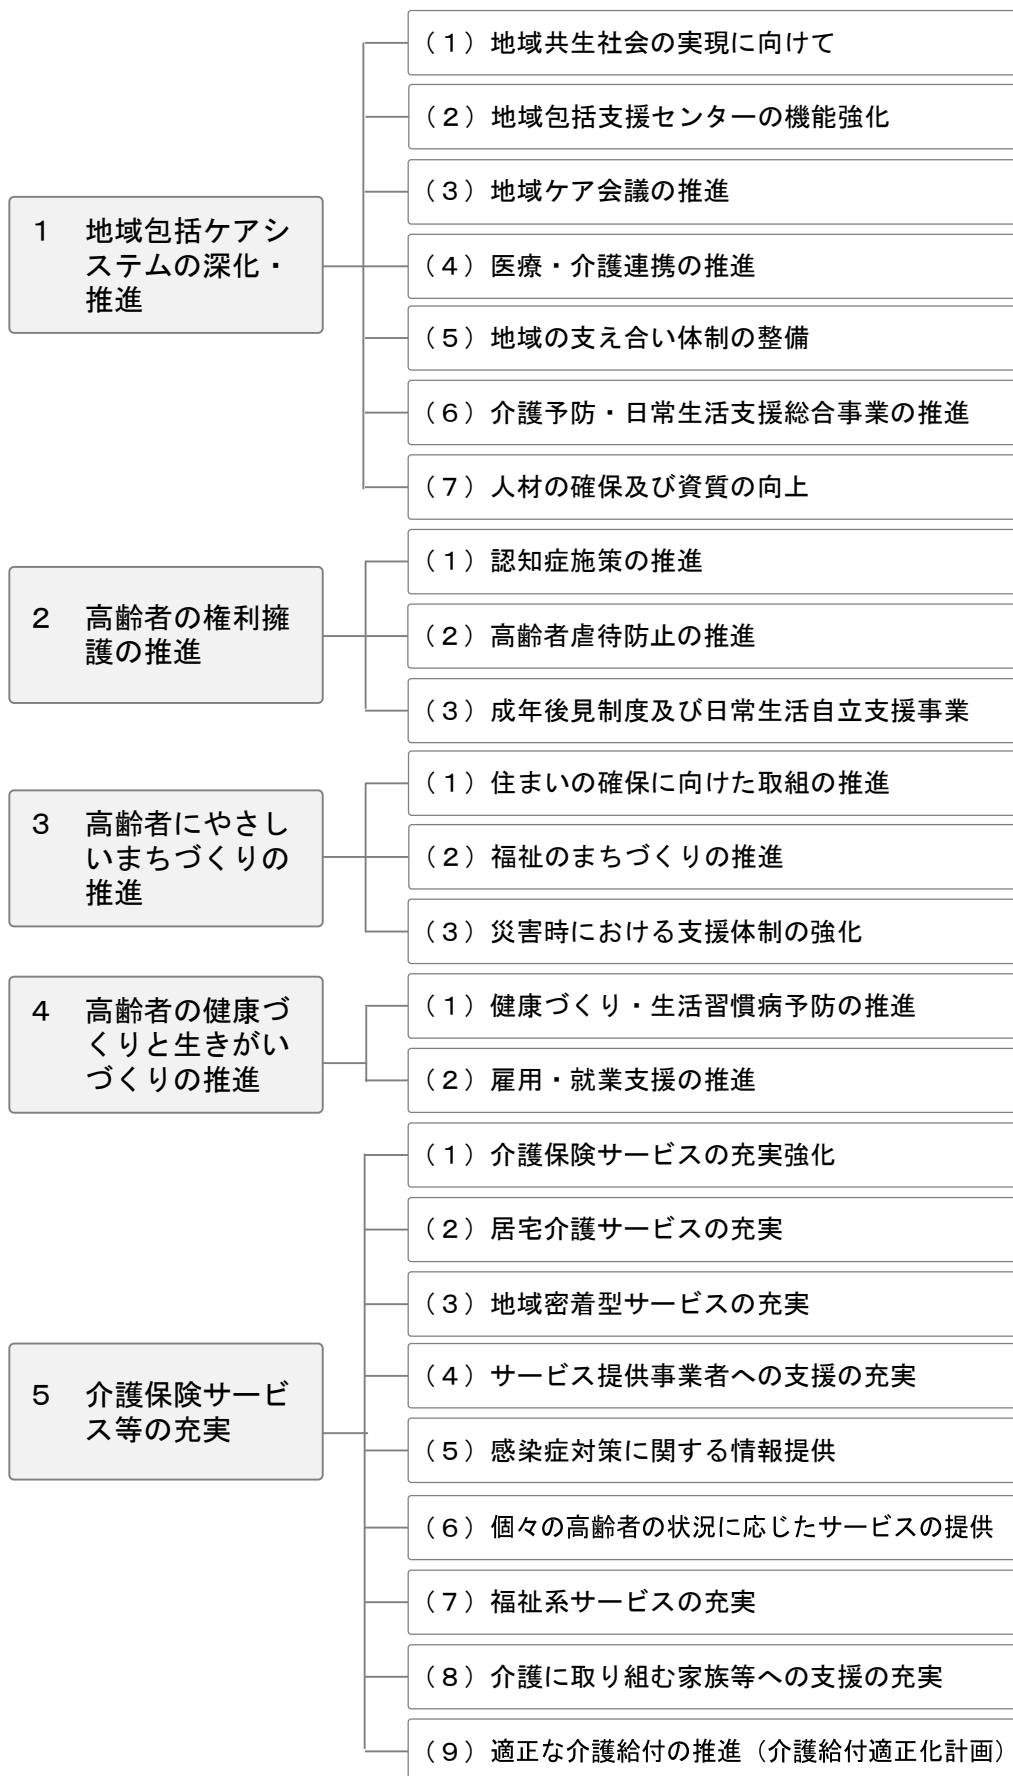 １　地域包括ケアシ
ステムの深化・
推進
（１）地域共生社会の実現に向けて
（２）地域包括支援センターの機能強化
（３）地域ケア会議の推進
（４）医療・介護連携の推進
（５）地域の支え合い体制の整備
（６）介護予防・日常生活支援総合事業の推進
（７）人材の確保及び資質の向上
２　高齢者の権利擁
護の推進
（１）認知症施策の推進
（２）高齢者虐待防止の推進
（３）成年後見制度及び日常生活自立支援事業
３　高齢者にやさし
いまちづくりの
推進
（１）住まいの確保に向けた取組の推進
（２）福祉のまちづくりの推進
（３）災害時における支援体制の強化
４　高齢者の健康づ
くりと生きがい
づくりの推進
（１）健康づくり・生活習慣病予防の推進
（２）雇用・就業支援の推進
５　介護保険サービ
ス等の充実
（１）介護保険サービスの充実強化
（２）居宅介護サービスの充実
（３）地域密着型サービスの充実
（４）サービス提供事業者への支援の充実
（５）感染症対策に関する情報提供
（６）個々の高齢者の状況に応じたサービスの提供
（７）福祉系サービスの充実
（８）介護に取り組む家族等への支援の充実
（９）適正な介護給付の推進（介護給付適正化計画）